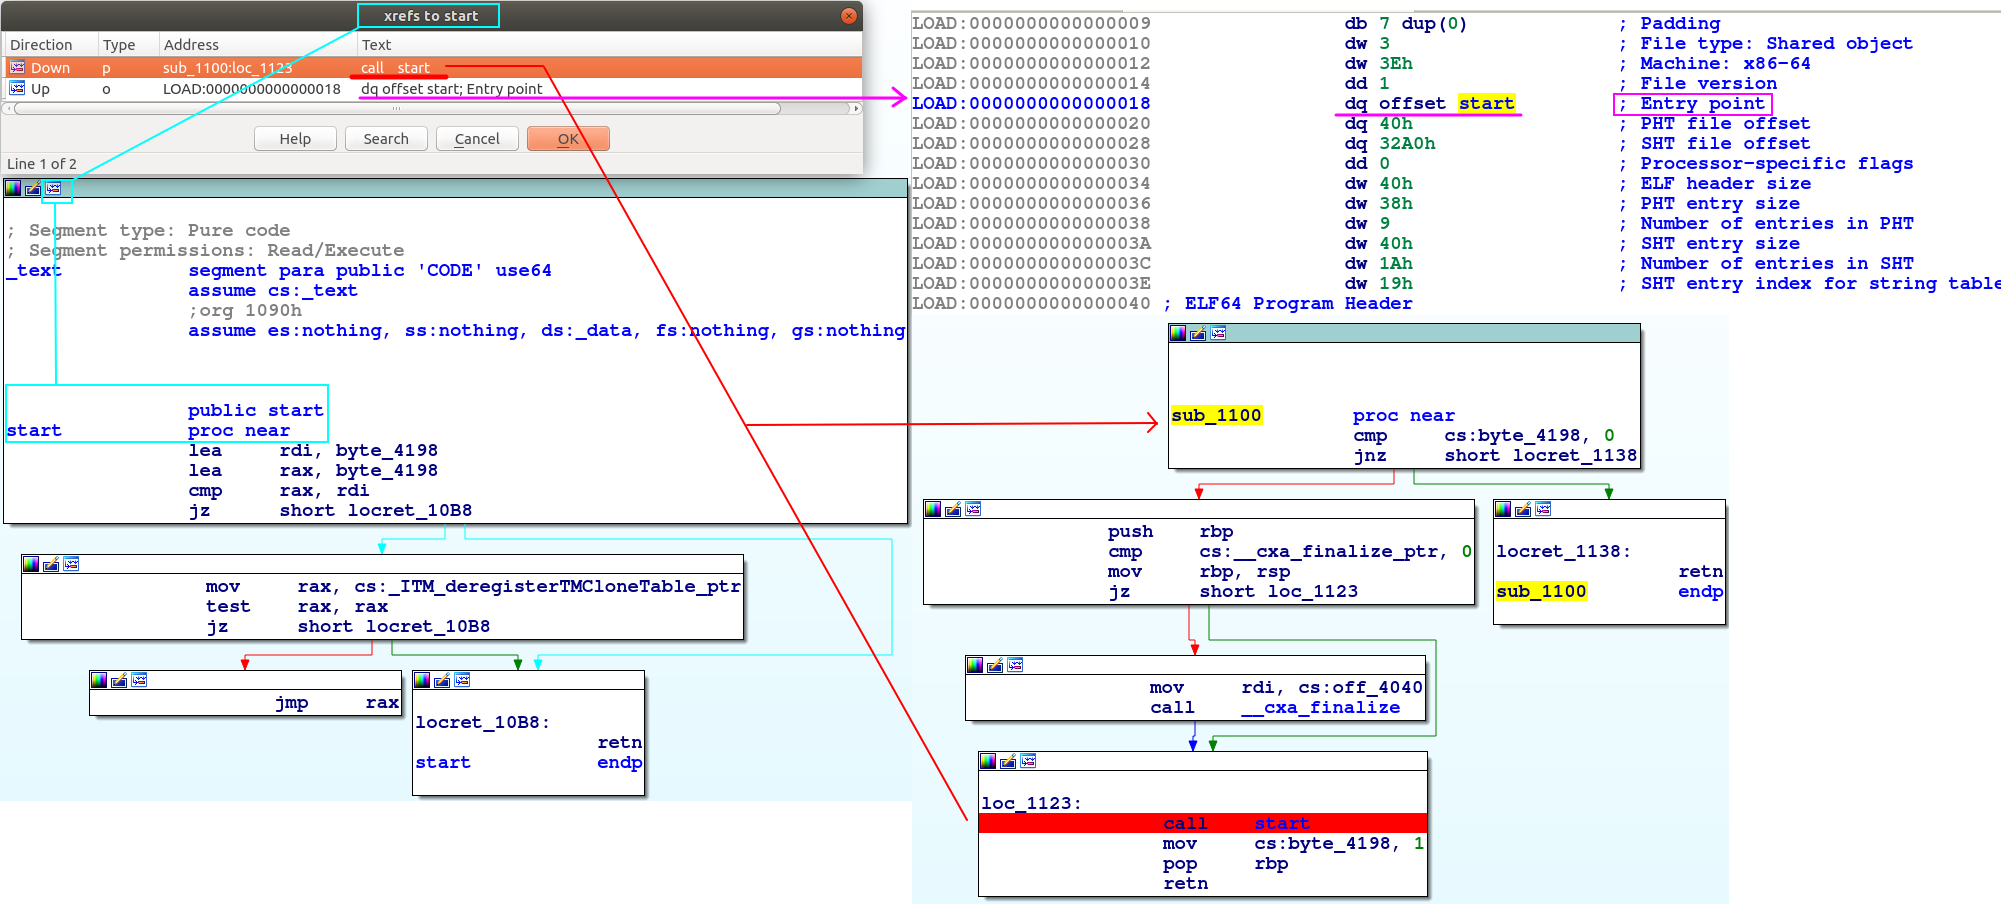 xrefs to start
Direction Type Address Text
Down p sub_1100:loc_1123 call start
Up o LOAD:0000000000000018 dq offset start; Entry point
Help Search Cancel OK
Line 1 of 2
; Segment type: Pure code
; Segment permissions: Read/Execute
_text segment para public 'CODE' use64
assume cs:_text
;org 1090h
assume es:nothing, ss:nothing, ds:_data, fs:nothing, gs:nothing
public start
start proc near
lea rdi, byte_4198
lea rax, byte_4198
cmp rax, rdi
jz short locret_10B8
mov rax, cs:_ITM_deregisterTMCloneTable_ptr
test rax, rax
jz short locret_10B8
jmp rax
locret_10B8:
retn
start endp
LOAD:0000000000000009 db 7 dup(0) ; Padding
LOAD:0000000000000010 dw 3 ; File type: Shared object
LOAD:0000000000000012 dw 3Eh ; Machine: x86-64
LOAD:0000000000000014 dd 1 ; File version
LOAD:0000000000000018 dq offset start ; Entry point
LOAD:0000000000000020 dq 40h ; PHT file offset
LOAD:0000000000000028 dq 32A0h ; SHT file offset
LOAD:0000000000000030 dd 0 ; Processor-specific flags
LOAD:0000000000000034 dw 40h ; ELF header size
LOAD:0000000000000036 dw 38h ; PHT entry size
LOAD:0000000000000038 dw 9 ; Number of entries in PHT
LOAD:000000000000003A dw 40h ; SHT entry size
LOAD:000000000000003C dw 1Ah ; Number of entries in SHT
LOAD:000000000000003E dw 19h ; SHT entry index for string table
LOAD:0000000000000040 ; ELF64 Program Header
sub_1100 proc near
cmp cs:byte_4198, 0
jnz short locret_1138
push rbp
cmp cs:__cxa_finalize_ptr, 0
mov rbp, rsp
jz short loc_1123
locret_1138:
retn
sub_1100 endp
mov rdi, cs:off_4040
call __cxa_finalize
loc_1123:
call start
mov cs:byte_4198, 1
pop rbp
retn